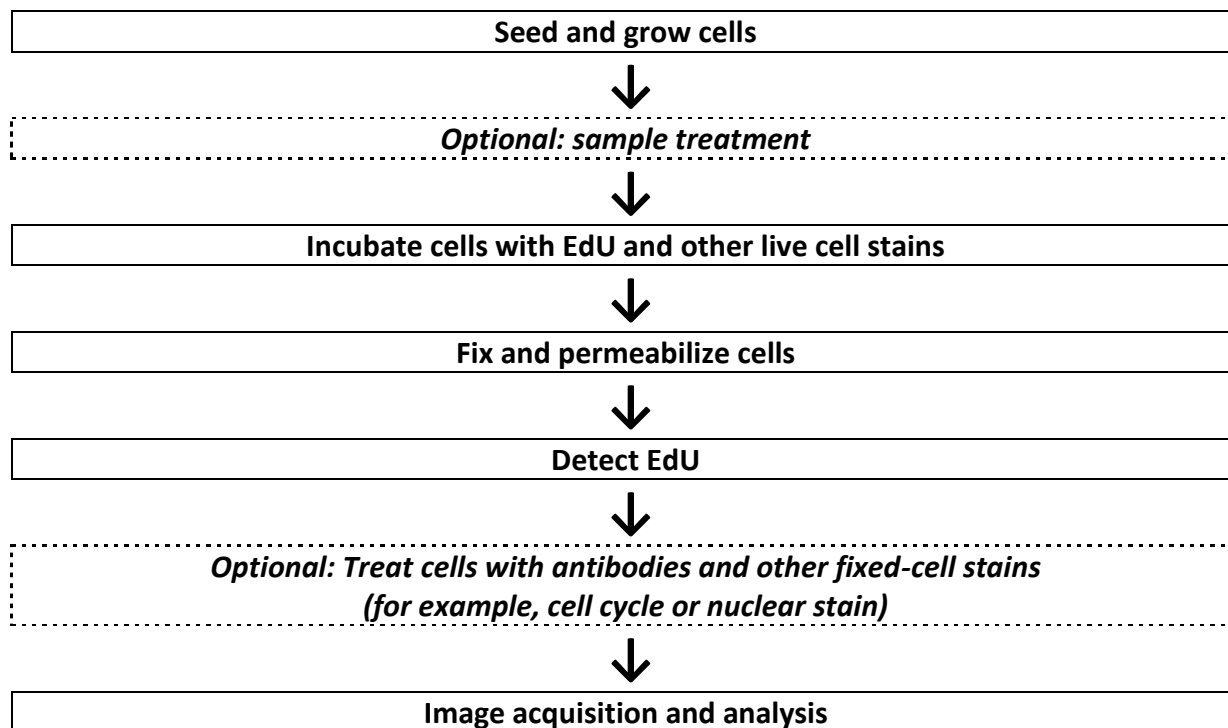 Seed and grow cells
Optional: sample treatment
Incubate cells with EdU and other live cell stains
Fix and permeabilize cells
Detect EdU
Optional: Treat cells with antibodies and other fixed-cell stains
(for example, cell cycle or nuclear stain)
Image acquisition and analysis